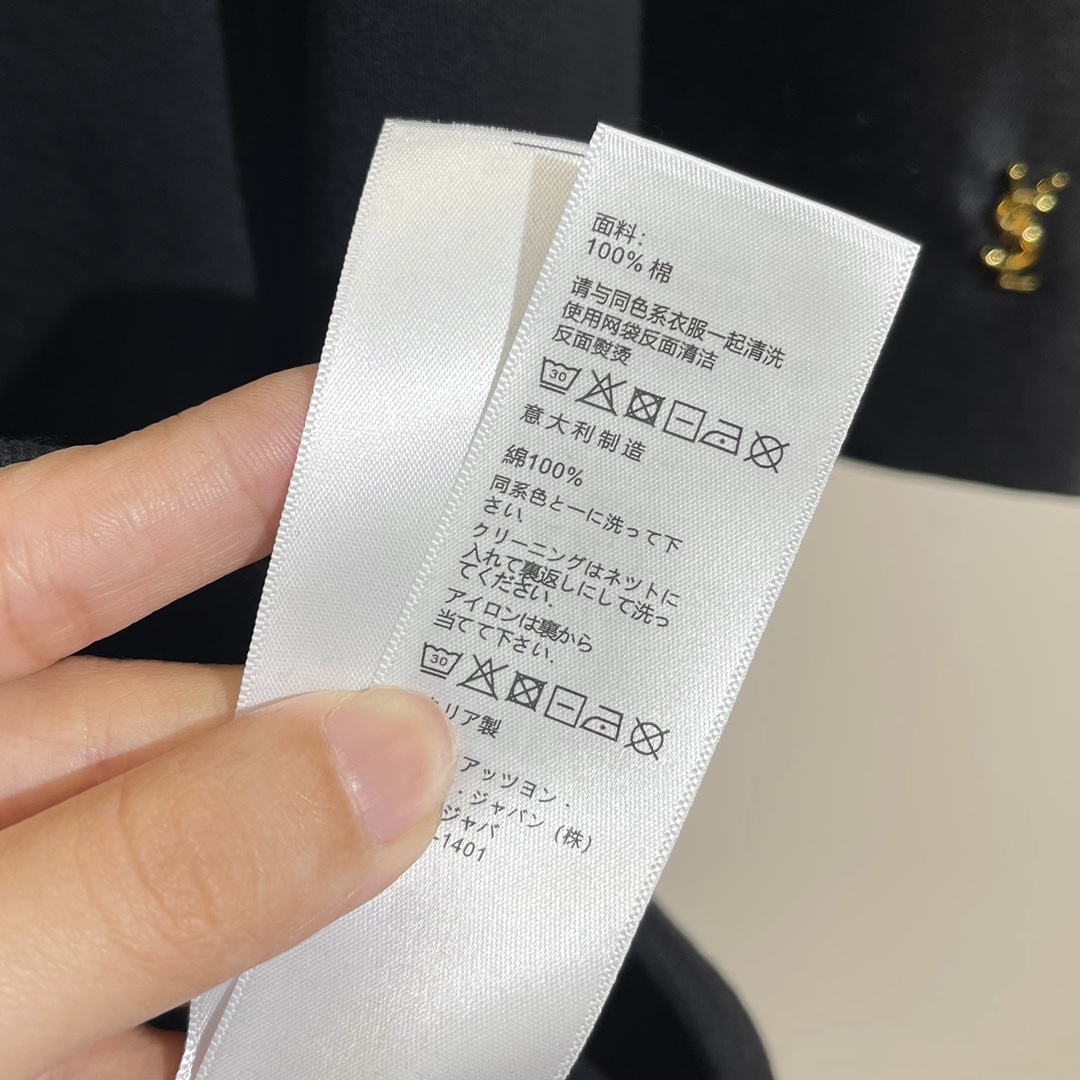 面料:
100% 棉
请与同色系衣服一起清洗
使用网袋反面清洁
反面熨烫
30
意大利制造
綿100%
同系色と一に洗って下
さい.
クリーニングはネットに
入れて裏返しにして洗っ
てください.
アイロンは裏から
当てて下さい.
30
リア製
アッツヨン.
・ジャパン (株)
ジャパ
-1401
YSL